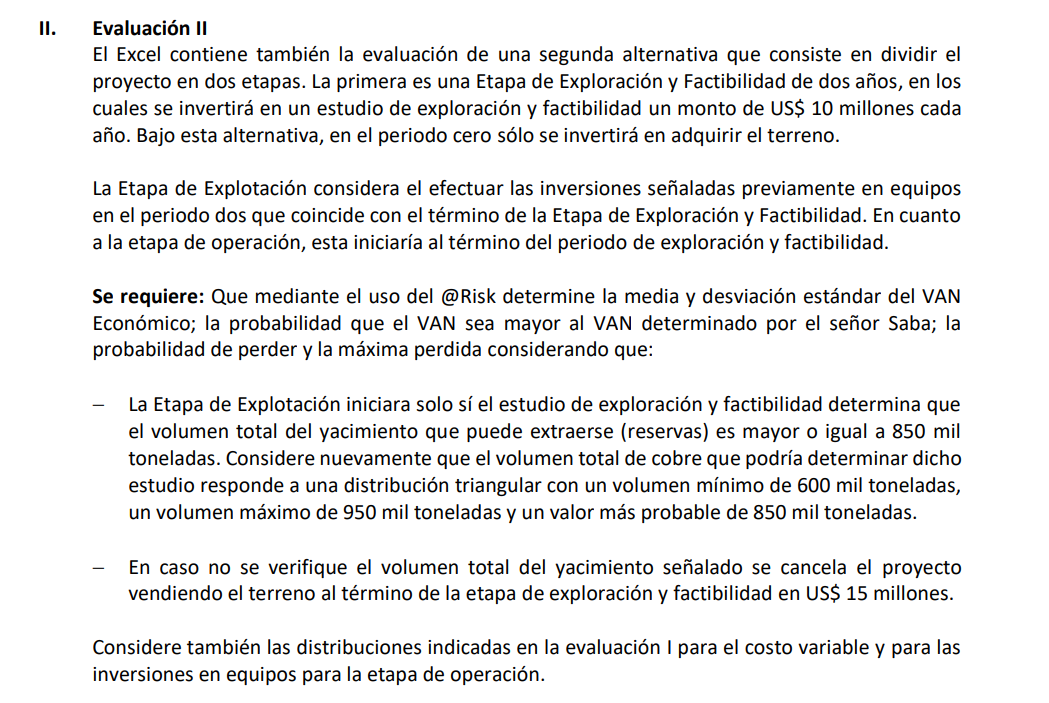 II. Evaluación II
El Excel contiene también la evaluación de una segunda alternativa que consiste en dividir el
proyecto en dos etapas. La primera es una Etapa de Exploración y Factibilidad de dos años, en los
cuales se invertirá en un estudio de exploración y factibilidad un monto de US$ 10 millones cada
año. Bajo esta alternativa, en el periodo cero sólo se invertirá en adquirir el terreno.
La Etapa de Explotación considera el efectuar las inversiones señaladas previamente en equipos
en el periodo dos que coincide con el término de la Etapa de Exploración y Factibilidad. En cuanto
a la etapa de operación, esta iniciaría al término del periodo de exploración y factibilidad.
Se requiere: Que mediante el uso del @Risk determine la media y desviación estándar del VAN
Económico; la probabilidad que el VAN sea mayor al VAN determinado por el señor Saba; la
probabilidad de perder y la máxima perdida considerando que:
– La Etapa de Explotación iniciara solo sí el estudio de exploración y factibilidad determina que
el volumen total del yacimiento que puede extraerse (reservas) es mayor o igual a 850 mil
toneladas. Considere nuevamente que el volumen total de cobre que podría determinar dicho
estudio responde a una distribución triangular con un volumen mínimo de 600 mil toneladas,
un volumen máximo de 950 mil toneladas y un valor más probable de 850 mil toneladas.
– En caso no se verifique el volumen total del yacimiento señalado se cancela el proyecto
vendiendo el terreno al término de la etapa de exploración y factibilidad en US$ 15 millones.
Considere también las distribuciones indicadas en la evaluación I para el costo variable y para las
inversiones en equipos para la etapa de operación.